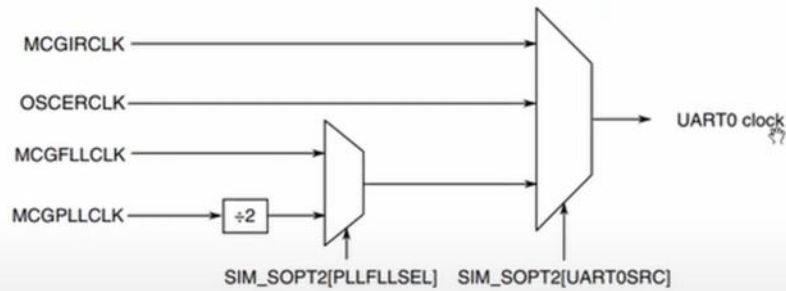 MCGIRCLK
OSCERCLK
UART0 clock
MCGFLLCLK
MCGPLLCLK
÷2
SIM_SOPT2[PLLFLLSEL]
SIM_SOPT2[UART0SRC]